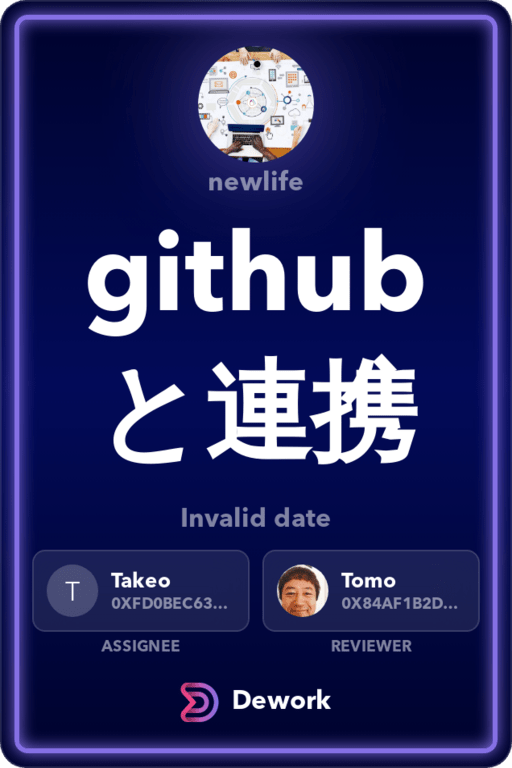 newlife
github
と連携
Invalid date
T
Takeo
0XFD0BEC63...
Tomo
0X84AF1B2D...
ASSIGNEE
REVIEWER
Dework